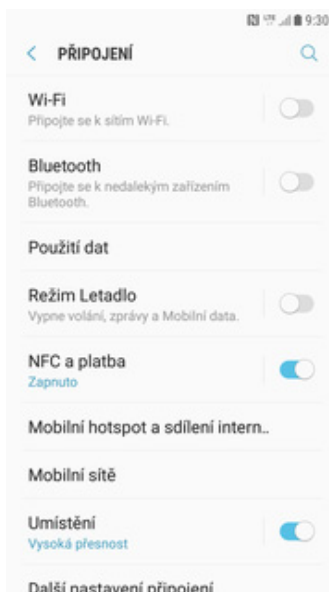 LTE 9:30
PŘIPOJENÍ
Wi-Fi
Připojte se k sítím Wi-Fi.
Bluetooth
Připojte se k nedalekým zařízením
Bluetooth.
Použití dat
Režim Letadlo
Vypne volání, zprávy a Mobilní data.
NFC a platba
Zapnuto
Mobilní hotspot a sdílení intern..
Mobilní sítě
Umístění
Vysoká přesnost
Další nastavení připojení